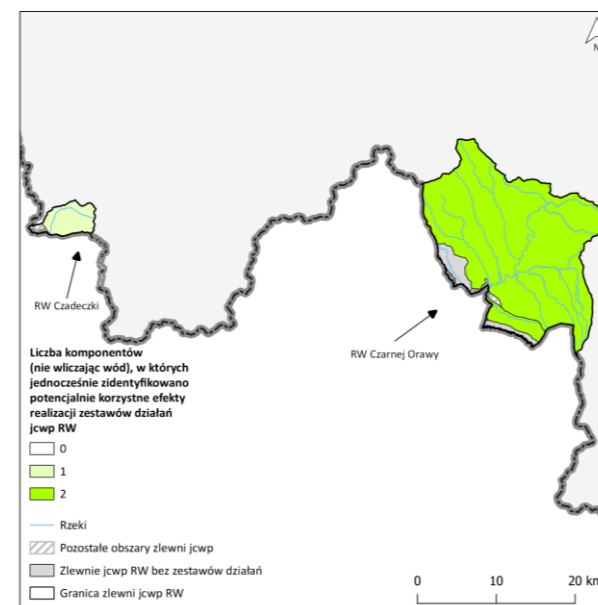 N
RW Czadeczki
RW Czarnej Orawy
Liczba komponentów
(nie wliczając wód), w których
jednocześnie zidentyfikowano
potencjalnie korzystne efekty
realizacji zestawów działań
jcwp RW
0
1
2
Rzeki
Pozostałe obszary zlewni jcwp
Zlewnie jcwp RW bez zestawów działań
Granica zlewni jcwp RW
0 10 20 km